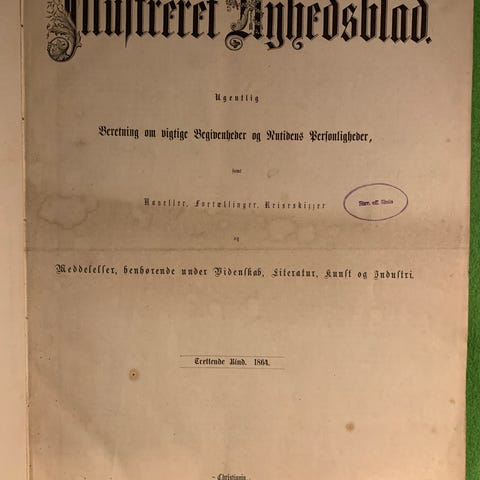 Illustreret Nyhedsblad.
Ugentlig
Beretning om vigtige Begivenheder og Nutidens Personligheder,
samt
Noveller, Fortællinger, Reiseskizzer
og
Meddelelser, henhørende under Videnskab, Literatur, Kunst og Industri.
Trettende Bind. 1864.
Christiania